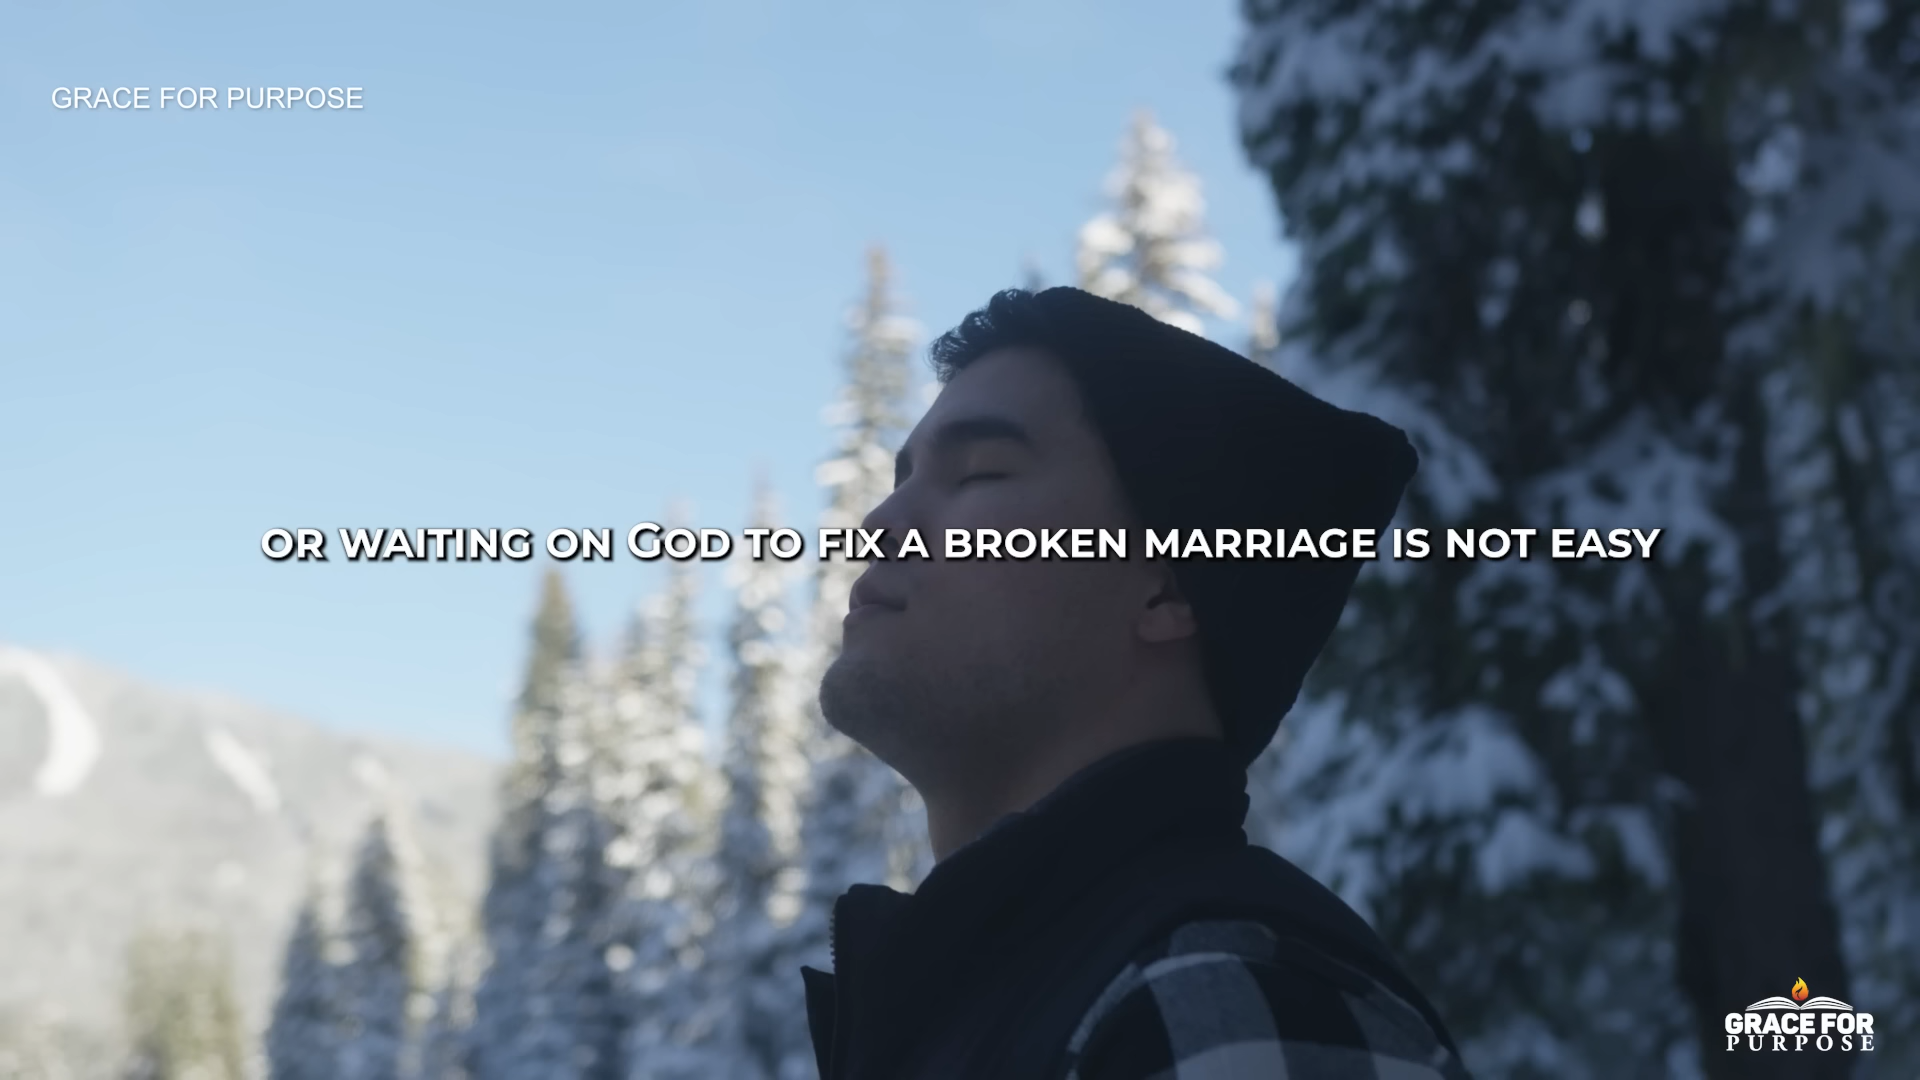 GRACE FOR PURPOSE
OR WAITING ON GOD TO FIX A BROKEN MARRIAGE IS NOT EASY
GRACE FOR
PURPOSE